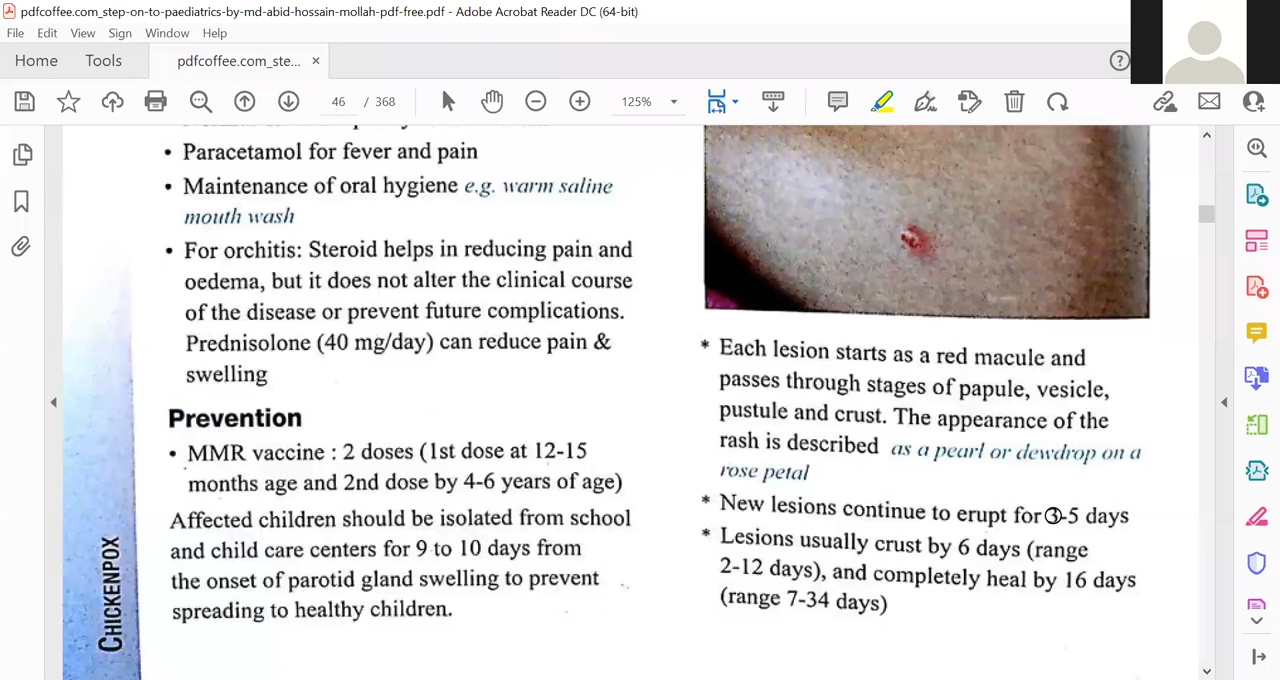 pdfcoffee.com_step-on-to-paediatrics-by-md-abid-hossain-mollah-pdf-free.pdf - Adobe Acrobat Reader DC (64-bit)
File Edit View Sign Window Help
Home Tools pdfcoffee.com_ste... ×
46 / 368 125%
• Paracetamol for fever and pain
• Maintenance of oral hygiene e.g. warm saline
mouth wash
• For orchitis: Steroid helps in reducing pain and
oedema, but it does not alter the clinical course
of the disease or prevent future complications.
Prednisolone (40 mg/day) can reduce pain &
swelling
Prevention
• MMR vaccine : 2 doses (1st dose at 12-15
months age and 2nd dose by 4-6 years of age)
Affected children should be isolated from school
and child care centers for 9 to 10 days from
the onset of parotid gland swelling to prevent
spreading to healthy children.
CHICKENPOX
* Each lesion starts as a red macule and
passes through stages of papule, vesicle,
pustule and crust. The appearance of the
rash is described as a pearl or dewdrop on a
rose petal
* New lesions continue to erupt for 3-5 days
* Lesions usually crust by 6 days (range
2-12 days), and completely heal by 16 days
(range 7-34 days)